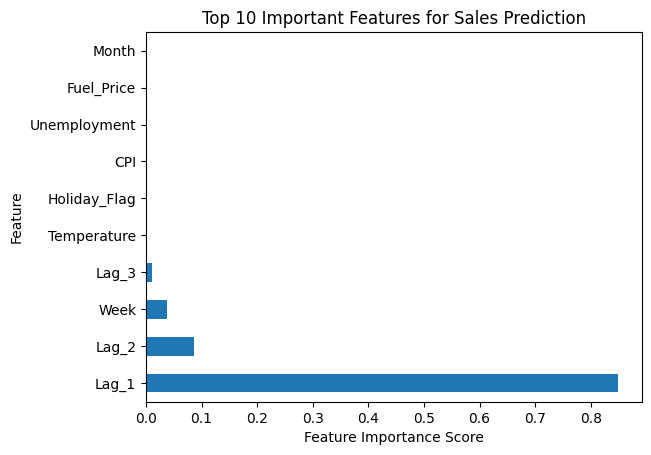 Top 10 Important Features for Sales Prediction
Month
Fuel_Price
Unemployment
CPI
Holiday_Flag
Temperature
Lag_3
Week
Lag_2
Lag_1
Feature
0.0 0.1 0.2 0.3 0.4 0.5 0.6 0.7 0.8
Feature Importance Score